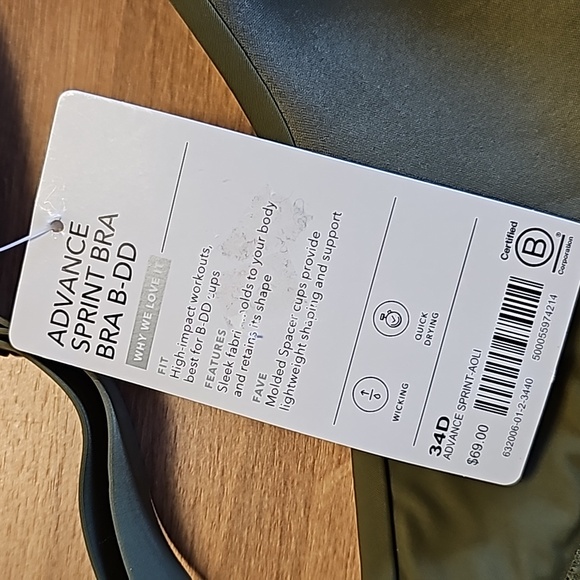 ADVANCE
SPRINT BRA
BRA B-DD
WHY WE LOVE IT
FIT
High-impact workouts,
best for B-DD cups
FEATURES
Sleek fabric to your body
and retains its shape
FAVE
Molded Spacer cups provide
lightweight shaping and support
WICKING
QUICK
DRYING
34D
ADVANCE SPRINT-AOLI
$69.00
632006-01-2-3440
500055974214
Certified
B
®
Corporation